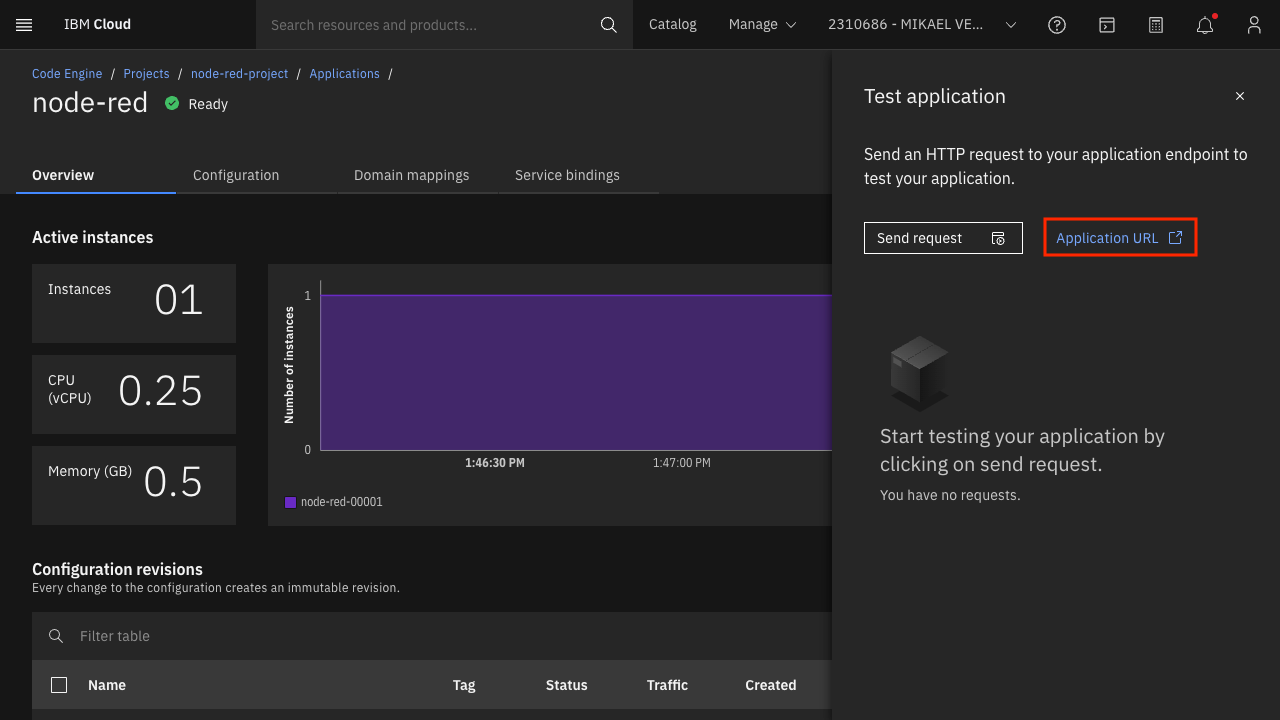 IBM Cloud
Search resources and products...
Catalog
Manage
2310686 - MIKAEL VE...
Code Engine / Projects / node-red-project / Applications /
node-red
Ready
Overview
Configuration
Domain mappings
Service bindings
Active instances
Instances
01
CPU
(vCPU)
0.25
Memory (GB)
0.5
Number of instances
1
0
1:46:30 PM
1:47:00 PM
node-red-00001
Configuration revisions
Every change to the configuration creates an immutable revision.
Filter table
Name
Tag
Status
Traffic
Created
Test application
Send an HTTP request to your application endpoint to
test your application.
Send request
Application URL
Start testing your application by
clicking on send request.
You have no requests.